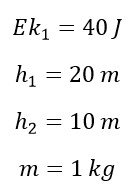 Ek₁ = 40 J
h₁ = 20 m
h₂ = 10 m
m = 1 kg